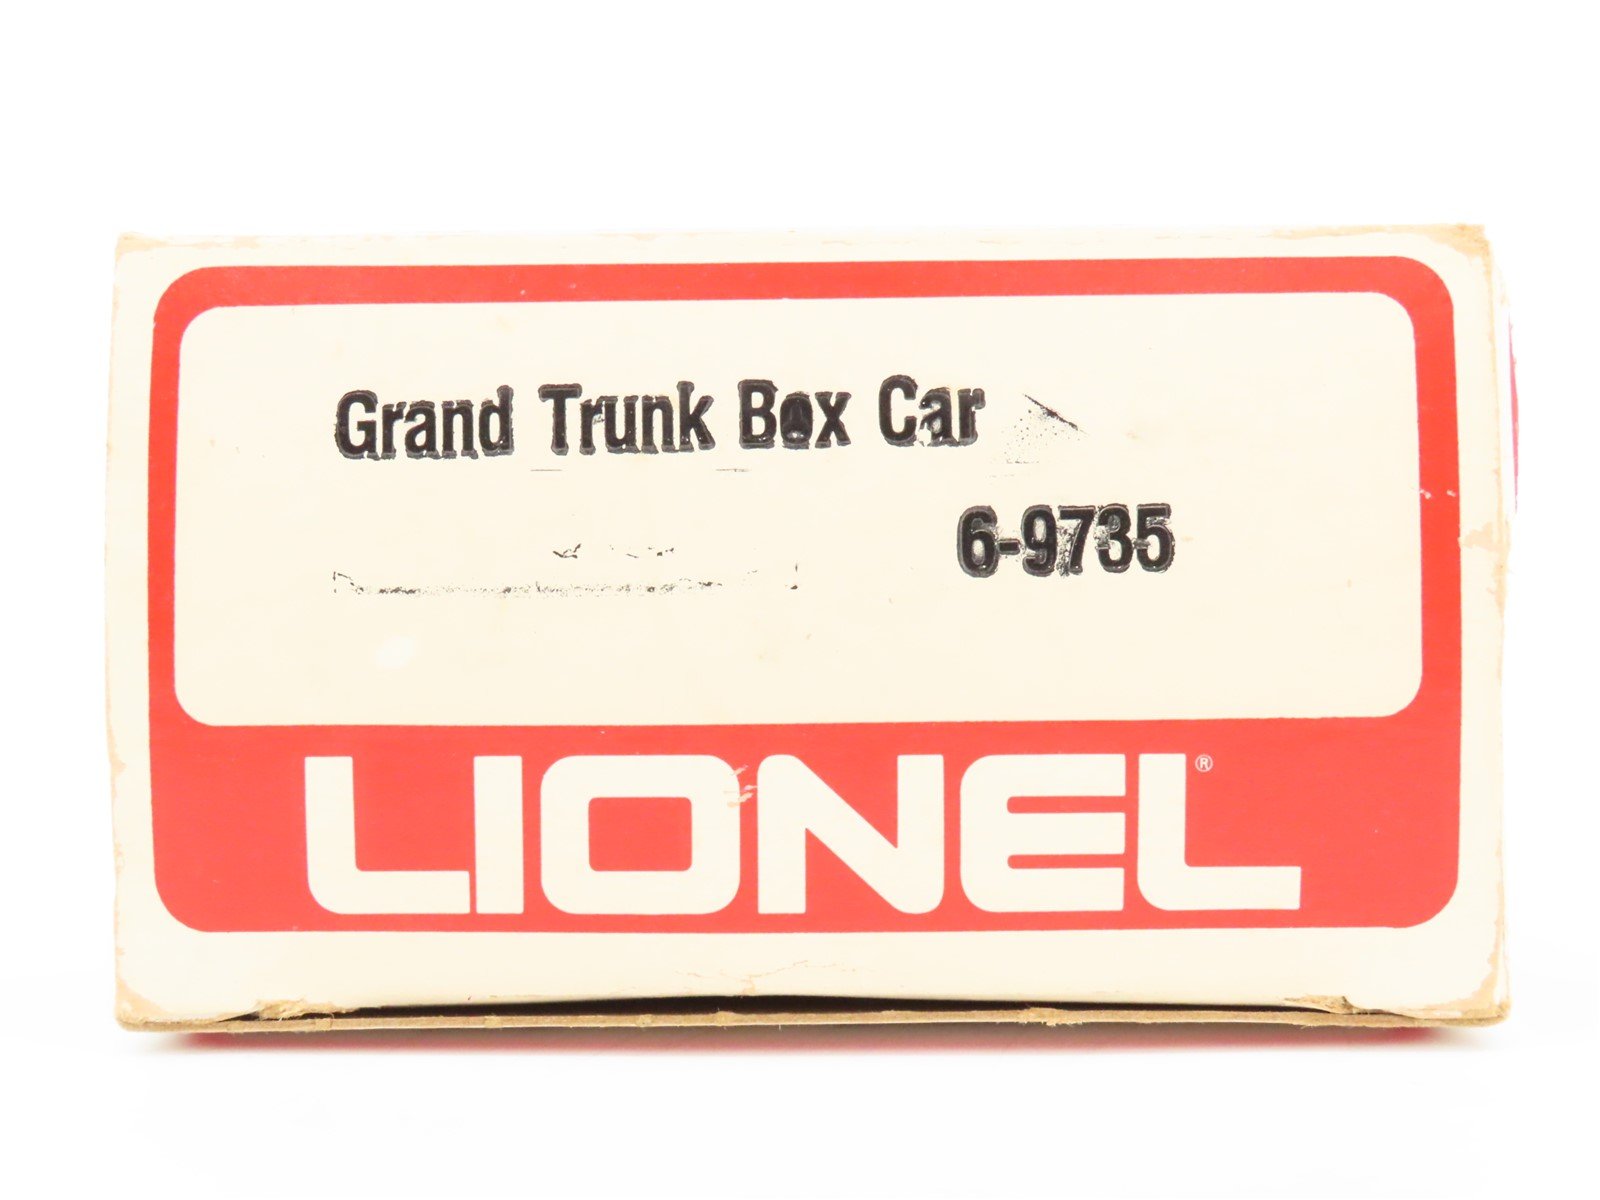 Grand Trunk Box Car
6-9735
LIONEL®